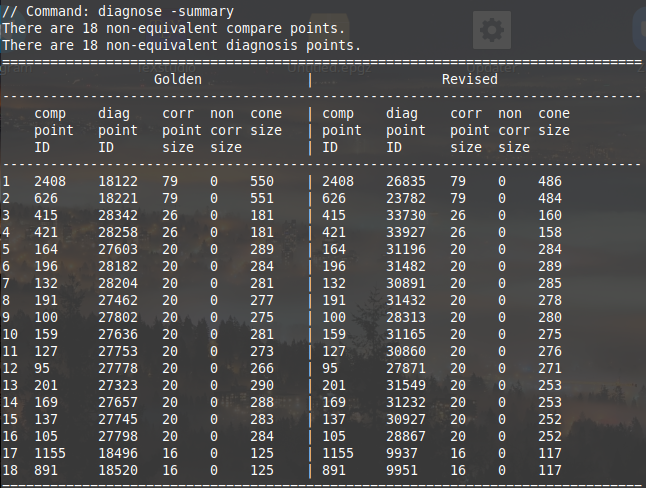 // Command: diagnose -summary
There are 18 non-equivalent compare points.
There are 18 non-equivalent diagnosis points.
================================================================================
Golden | Revised
--------------------------------------------------------------------------------
comp diag corr non cone | comp diag corr non cone
point point point corr size | point point point corr size
ID ID size size | ID ID size size
--------------------------------------------------------------------------------
1 2408 18122 79 0 550 | 2408 26835 79 0 486
2 626 18221 79 0 551 | 626 23782 79 0 484
3 415 28342 26 0 181 | 415 33730 26 0 160
4 421 28258 26 0 181 | 421 33927 26 0 158
5 164 27603 20 0 289 | 164 31196 20 0 284
6 196 28182 20 0 284 | 196 31482 20 0 289
7 132 28204 20 0 281 | 132 30891 20 0 285
8 191 27462 20 0 277 | 191 31432 20 0 278
9 100 27802 20 0 275 | 100 28313 20 0 280
10 159 27636 20 0 281 | 159 31165 20 0 275
11 127 27753 20 0 273 | 127 30860 20 0 276
12 95 27778 20 0 266 | 95 27871 20 0 271
13 201 27323 20 0 290 | 201 31549 20 0 253
14 169 27657 20 0 288 | 169 31232 20 0 253
15 137 27745 20 0 283 | 137 30927 20 0 252
16 105 27798 20 0 284 | 105 28867 20 0 252
17 1155 18496 16 0 125 | 1155 9937 16 0 117
18 891 18520 16 0 125 | 891 9951 16 0 117
================================================================================